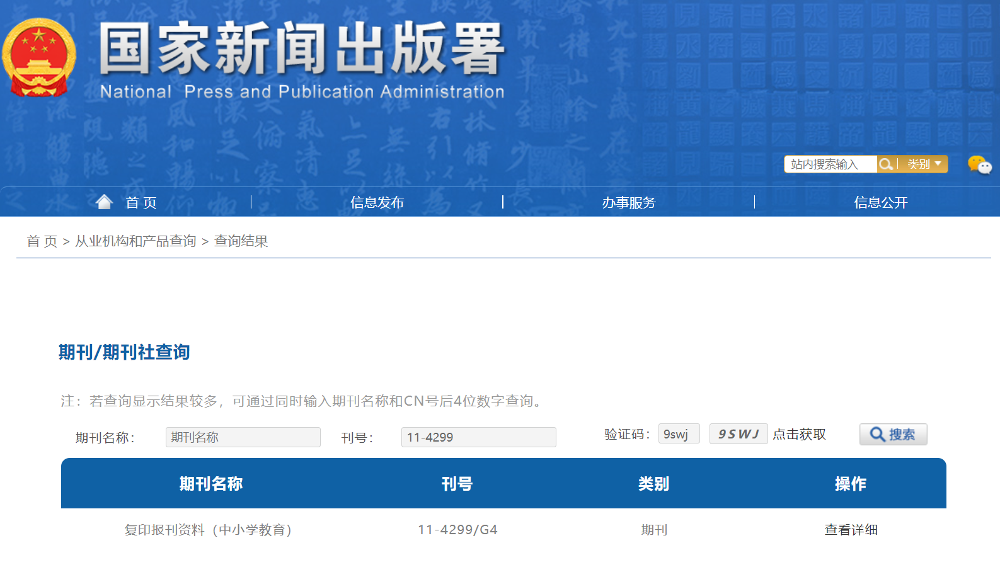 国家新闻出版署
National Press and Publication Administration
站内搜索输入 类别
首 页 信息发布 办事服务 信息公开
首 页 > 从业机构和产品查询 > 查询结果
期刊/期刊社查询
注：若查询显示结果较多，可通过同时输入期刊名称和CN号后4位数字查询。
期刊名称： 期刊名称 刊号： 11-4299 验证码： 9swj 9SWJ 点击获取 搜索
期刊名称 刊号 类别 操作
复印报刊资料（中小学教育） 11-4299/G4 期刊 查看详细